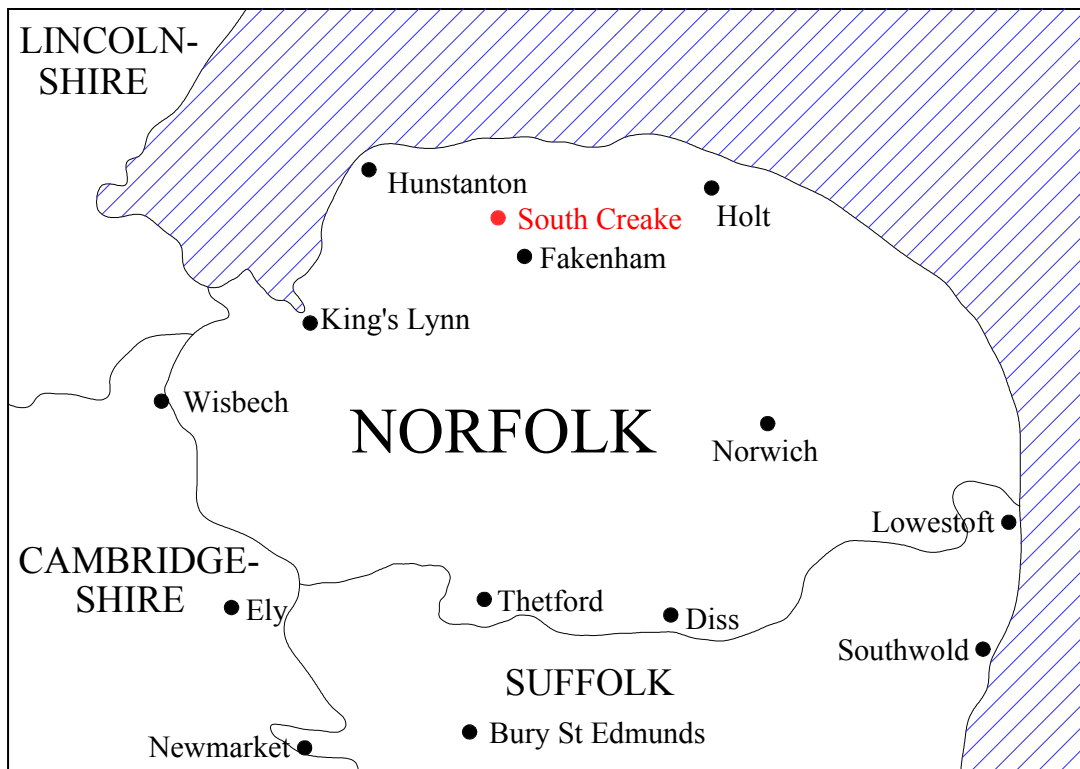 LINCOLN-
SHIRE
Hunstanton
Holt
South Creake
Fakenham
King's Lynn
Wisbech
NORFOLK
Norwich
Lowestoft
CAMBRIDGE-
SHIRE
Ely
Thetford
Diss
Southwold
SUFFOLK
Newmarket
Bury St Edmunds